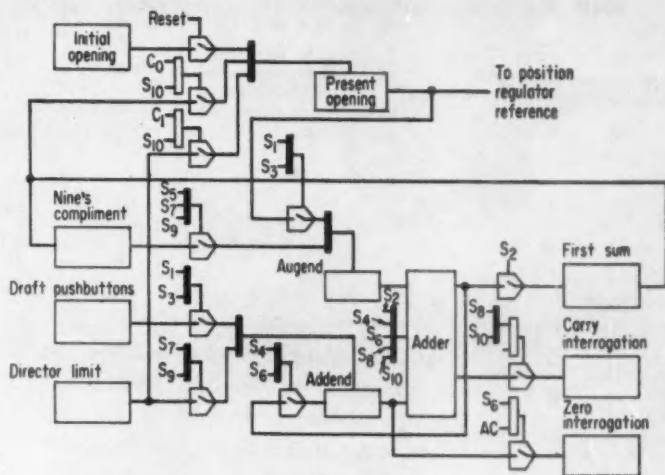 Reset
Initial
opening
C₀
S₁₀
C₁
S₁₀
Present
opening
To position
regulator
reference
S₁
S₃
Nine's
compliment
S₅
S₇
S₉
Augend
S₂
First sum
Draft pushbuttons
S₁
S₃
S₂
S₄
S₆
S₈
S₁₀
Adder
S₈
S₁₀
Carry
interrogation
Director limit
S₇
S₉
S₄
S₆
Addend
S₆
AC
Zero
interrogation